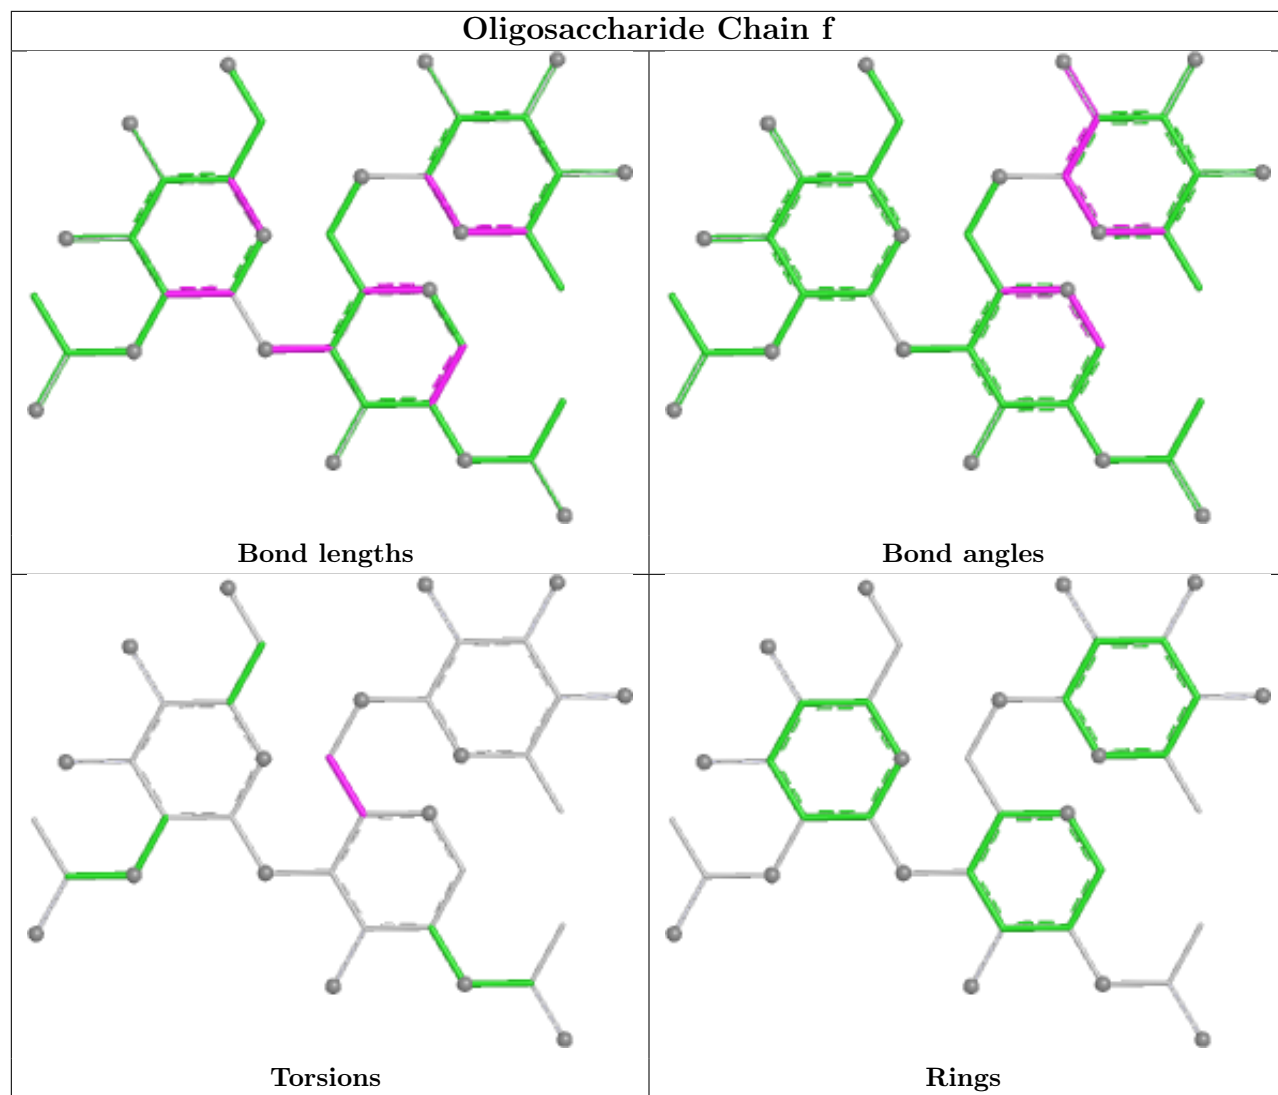 Oligosaccharide Chain f
Bond lengths
Bond angles
Torsions
Rings